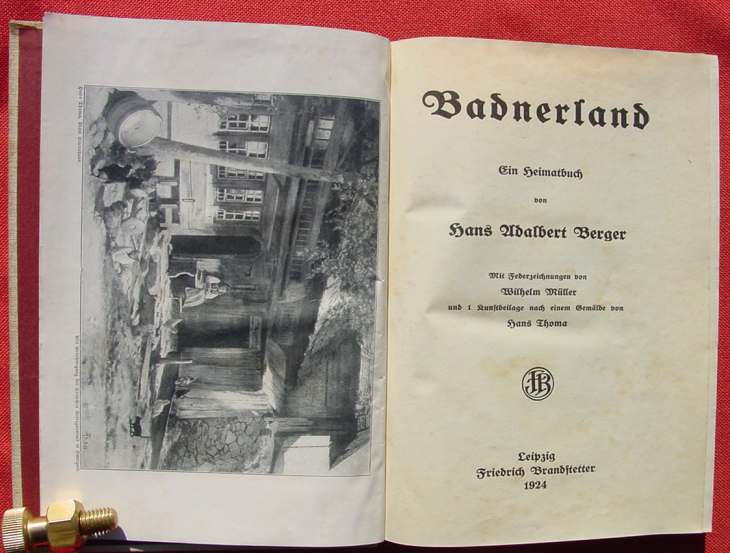 Badnerland
Ein Heimatbuch
von
Hans Adalbert Berger
Mit Federzeichnungen von
Wilhelm Müller
und 1 Kunstbeilage nach einem Gemälde von
Hans Thoma
Leipzig
Friedrich Brandstetter
1924